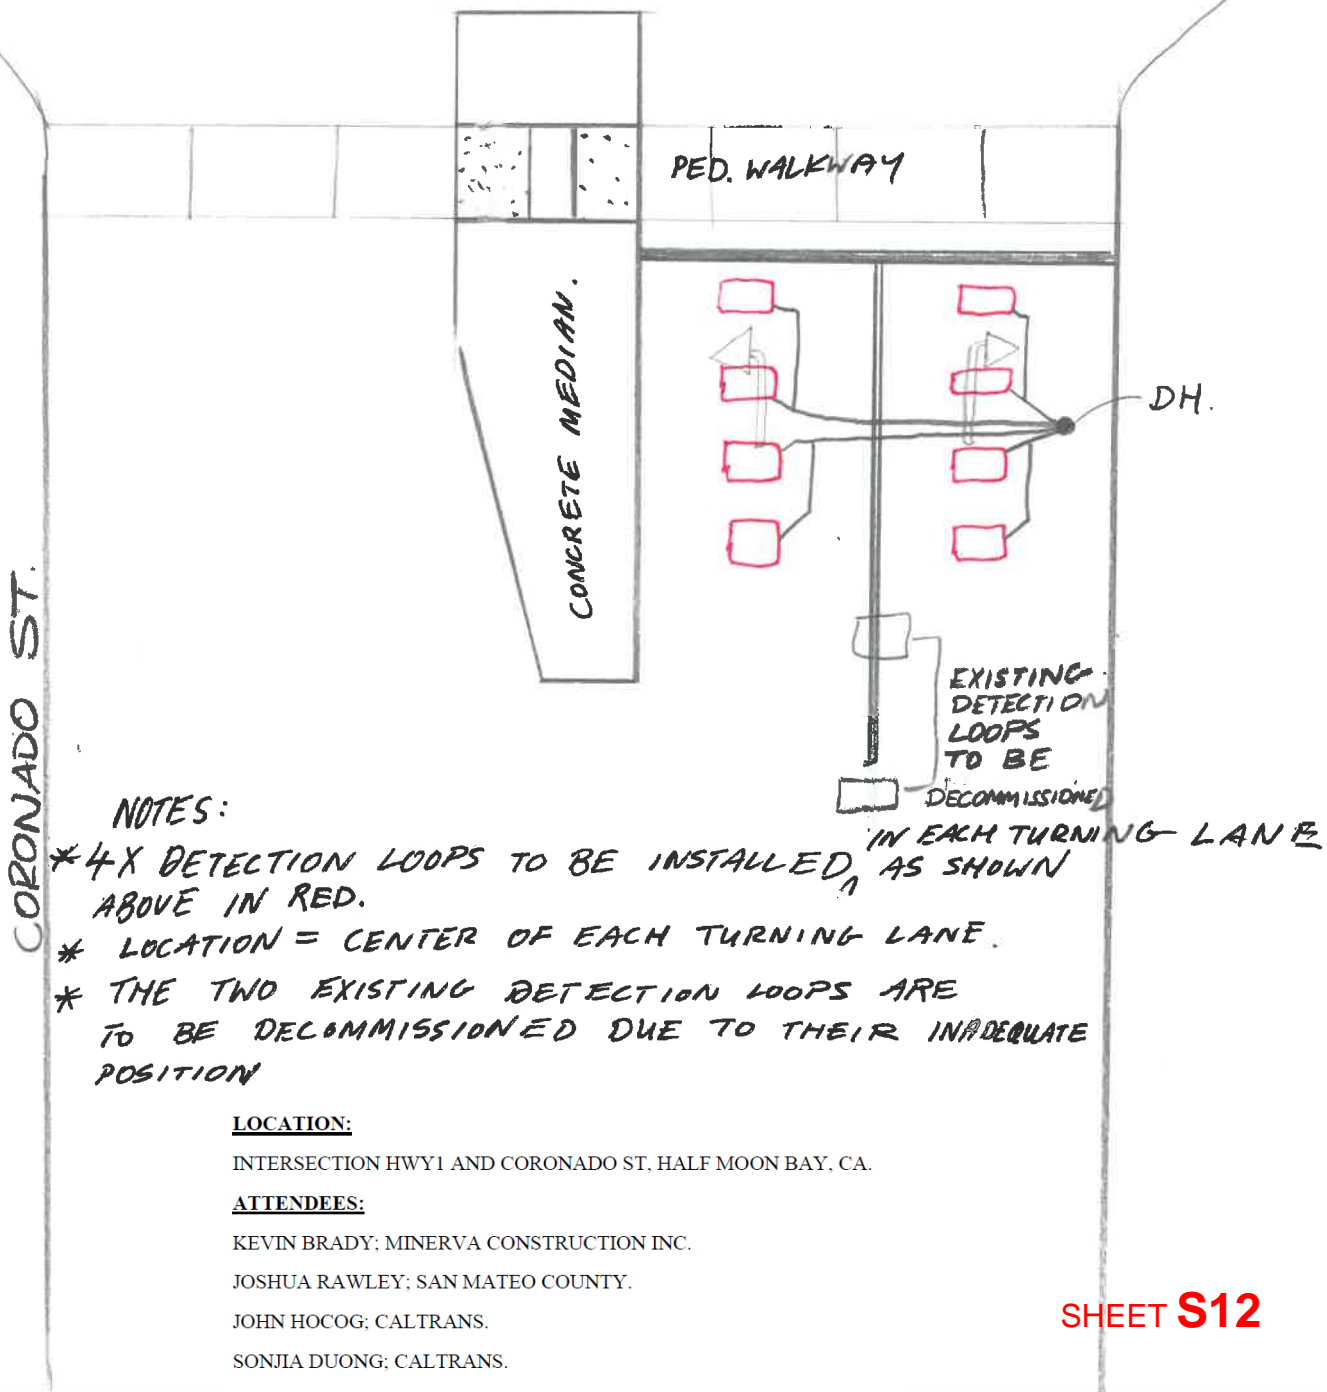 PED. WALKWAY
CONCRETE MEDIAN.
DH.
CORONADO ST.
EXISTING
DETECTION
LOOPS
TO BE
DECOMMISSIONED
NOTES:
IN EACH TURNING LANE
* 4X DETECTION LOOPS TO BE INSTALLED^ AS SHOWN
ABOVE IN RED.
* LOCATION = CENTER OF EACH TURNING LANE.
* THE TWO EXISTING DETECTION LOOPS ARE
TO BE DECOMMISSIONED DUE TO THEIR INADEQUATE
POSITION
LOCATION:
INTERSECTION HWY1 AND CORONADO ST, HALF MOON BAY, CA.
ATTENDEES:
KEVIN BRADY; MINERVA CONSTRUCTION INC.
JOSHUA RAWLEY; SAN MATEO COUNTY.
JOHN HOCOG; CALTRANS.
SONJIA DUONG; CALTRANS.
SHEET S12